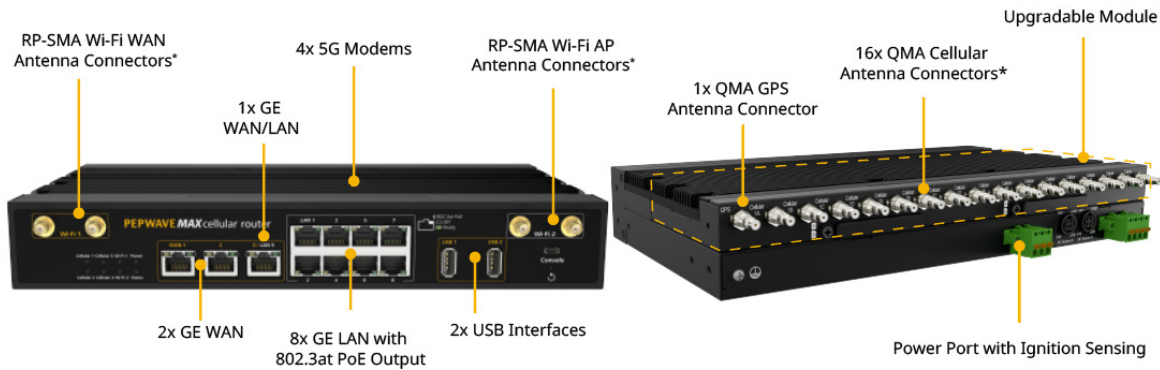 RP-SMA Wi-Fi WAN
Antenna Connectors*
4x 5G Modems
RP-SMA Wi-Fi AP
Antenna Connectors*
1x GE
WAN/LAN
Upgradable Module
16x QMA Cellular
Antenna Connectors*
1x QMA GPS
Antenna Connector
PEPWAVE MAX cellular router
Wi-Fi 1
WAN 1
2
3 / LAN 9
LAN 1
3
5
7
USB 1
USB 2
Wi-Fi 2
Console
GPS
Cellular
2x GE WAN
8x GE LAN with
802.3at PoE Output
2x USB Interfaces
Power Port with Ignition Sensing